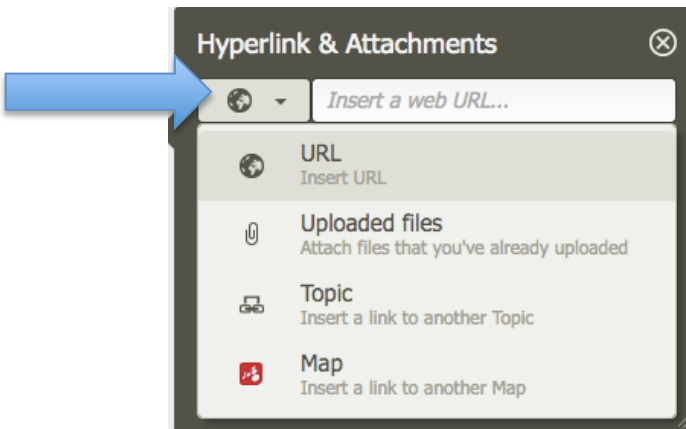 Hyperlink & Attachments
Insert a web URL...
URL
Insert URL
Uploaded files
Attach files that you've already uploaded
Topic
Insert a link to another Topic
Map
Insert a link to another Map